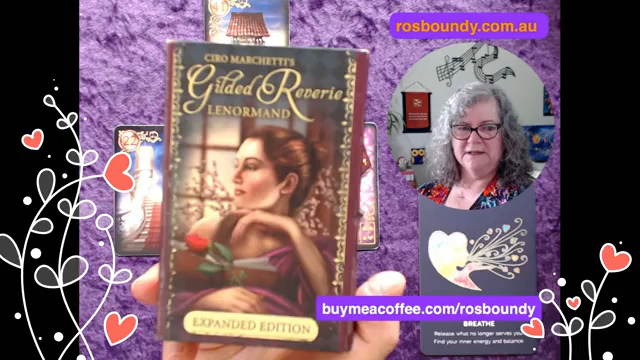 rosboundy.com.au
CIRO MARCHETTI'S
Gilded Reverie
LENORMAND
22
EXPANDED EDITION
buymeacoffee.com/rosboundy
BREATHE
Release what no longer serves you
Find your inner energy and balance.